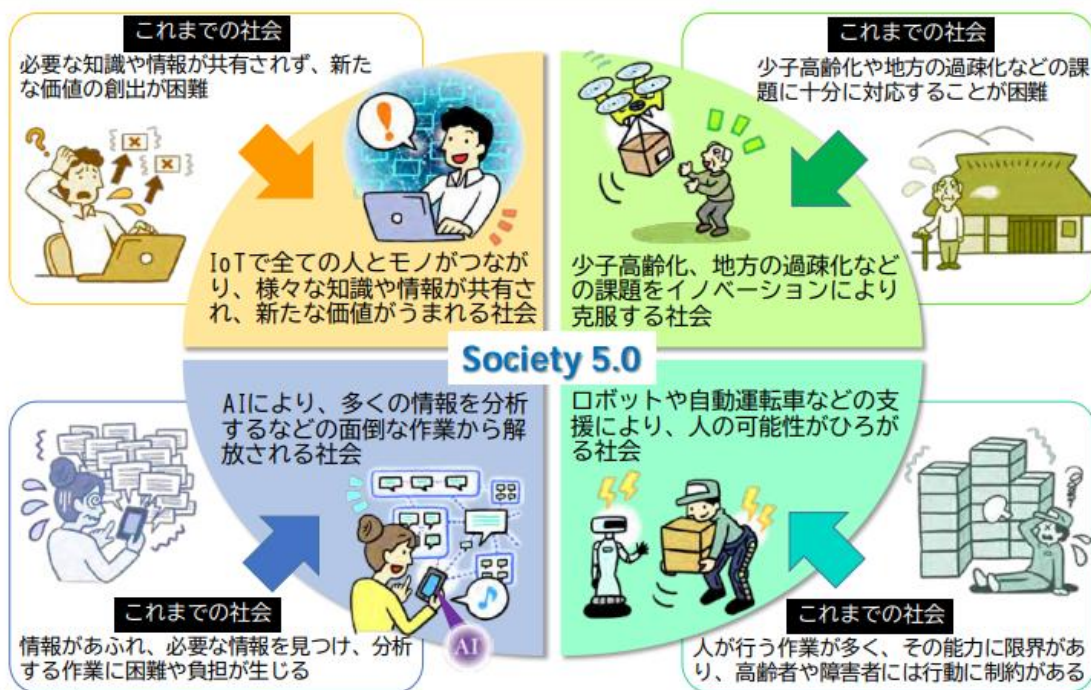 これまでの社会
必要な知識や情報が共有されず、新た
な価値の創出が困難
IoTで全ての人とモノがつなが
り、様々な知識や情報が共有さ
れ、新たな価値がうまれる社会
これまでの社会
少子高齢化や地方の過疎化などの課
題に十分に対応することが困難
少子高齢化、地方の過疎化など
の課題をイノベーションにより
克服する社会
Society 5.0
AIにより、多くの情報を分析
するなどの面倒な作業から解
放される社会
AI
これまでの社会
情報があふれ、必要な情報を見つけ、分析
する作業に困難や負担が生じる
ロボットや自動運転車などの支
援により、人の可能性がひろが
る社会
これまでの社会
人が行う作業が多く、その能力に限界があ
り、高齢者や障害者には行動に制約がある